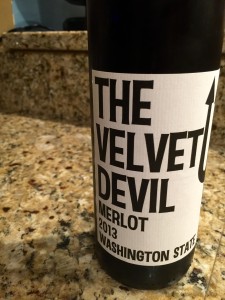 THE
VELVET
DEVIL
MERLOT
2013
WASHINGTON STATE